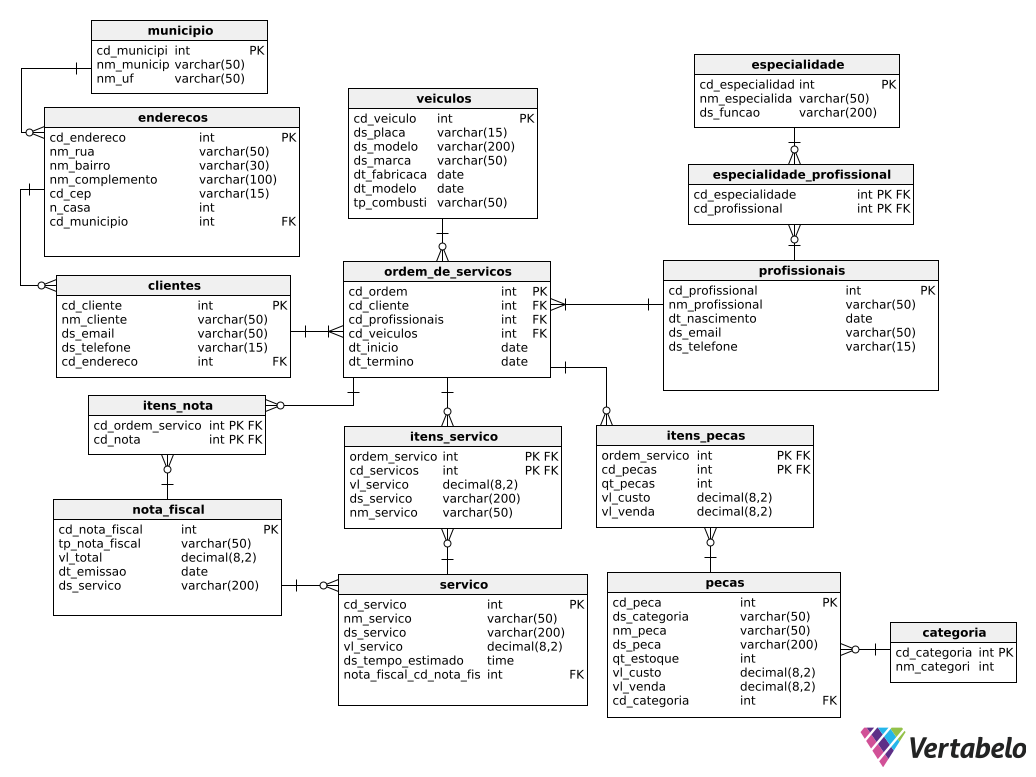 municipio
cd_municipi int PK
nm_municip varchar(50)
nm_uf varchar(50)
enderecos
cd_endereco int PK
nm_rua varchar(50)
nm_bairro varchar(30)
nm_complemento varchar(100)
cd_cep varchar(15)
n_casa int
cd_municipio int FK
clientes
cd_cliente int PK
nm_cliente varchar(50)
ds_email varchar(50)
ds_telefone varchar(15)
cd_endereco int FK
veiculos
cd_veiculo int PK
ds_placa varchar(15)
ds_modelo varchar(200)
ds_marca varchar(50)
dt_fabricaca date
dt_modelo date
tp_combusti varchar(50)
especialidade
cd_especialidad int PK
nm_especialida varchar(50)
ds_funcao varchar(200)
especialidade_profissional
cd_especialidade int PK FK
cd_profissional int PK FK
ordem_de_servicos
cd_ordem int PK
cd_cliente int FK
cd_profissionais int FK
cd_veiculos int FK
dt_inicio date
dt_termino date
profissionais
cd_profissional int PK
nm_profissional varchar(50)
dt_nascimento date
ds_email varchar(50)
ds_telefone varchar(15)
itens_nota
cd_ordem_servico int PK FK
cd_nota int PK FK
itens_servico
ordem_servico int PK FK
cd_servicos int PK FK
vl_servico decimal(8,2)
ds_servico varchar(200)
nm_servico varchar(50)
itens_pecas
ordem_servico int PK FK
cd_pecas int PK FK
qt_pecas int
vl_custo decimal(8,2)
vl_venda decimal(8,2)
nota_fiscal
cd_nota_fiscal int PK
tp_nota_fiscal varchar(50)
vl_total decimal(8,2)
dt_emissao date
ds_servico varchar(200)
servico
cd_servico int PK
nm_servico varchar(50)
ds_servico varchar(200)
vl_servico decimal(8,2)
ds_tempo_estimado time
nota_fiscal_cd_nota_fis int FK
pecas
cd_peca int PK
ds_categoria varchar(50)
nm_peca varchar(50)
ds_peca varchar(200)
qt_estoque int
vl_custo decimal(8,2)
vl_venda decimal(8,2)
cd_categoria int FK
categoria
cd_categoria int PK
nm_categori int
Vertabelo